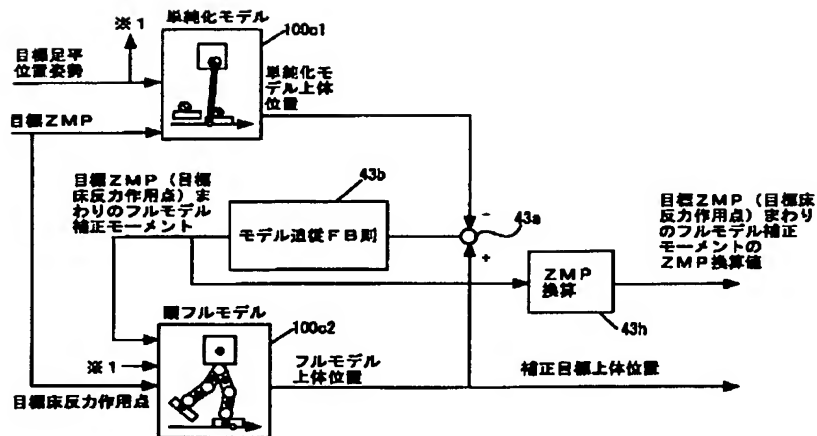 単純化モデル
※1
100c1
目標足平
位置姿勢
単純化モ
デル上体
位置
目標ZMP
目標ZMP(目標
床反力作用点)ま
わりのフルモデル
補正モーメント
43b
モデル追従FB則
-
43a
+
目標ZMP(目標床
反力作用点)まわり
のフルモデル補正
モーメントの
ZMP換算値
ZMP
換算
43h
順フルモデル
100c2
※1
フルモデル
上体位置
補正目標上体位置
目標床反力作用点